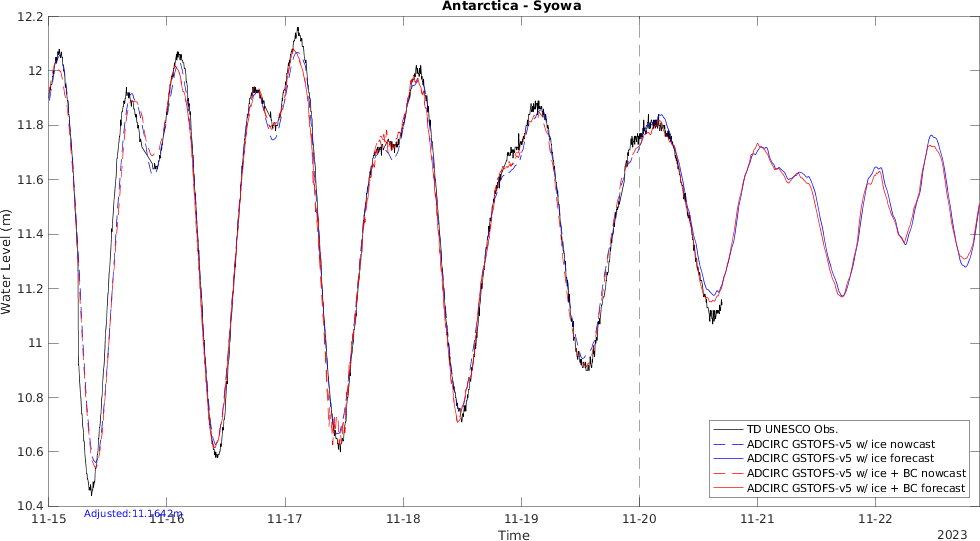 Antarctica - Syowa
Water Level (m)
12.2
12
11.8
11.6
11.4
11.2
11
10.8
10.6
10.4
TD UNESCO Obs.
ADCIRC GSTOFS-v5 w/ ice nowcast
ADCIRC GSTOFS-v5 w/ ice forecast
ADCIRC GSTOFS-v5 w/ ice + BC nowcast
ADCIRC GSTOFS-v5 w/ ice + BC forecast
Adjusted:11.1642m
11-15 11-16 11-17 11-18 11-19 11-20 11-21 11-22
Time
2023